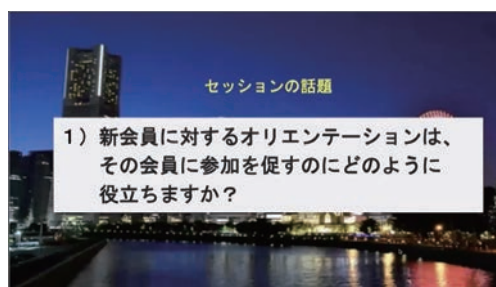 セッションの話題
1）新会員に対するオリエンテーションは、
その会員に参加を促すのにどのように
役立ちますか？